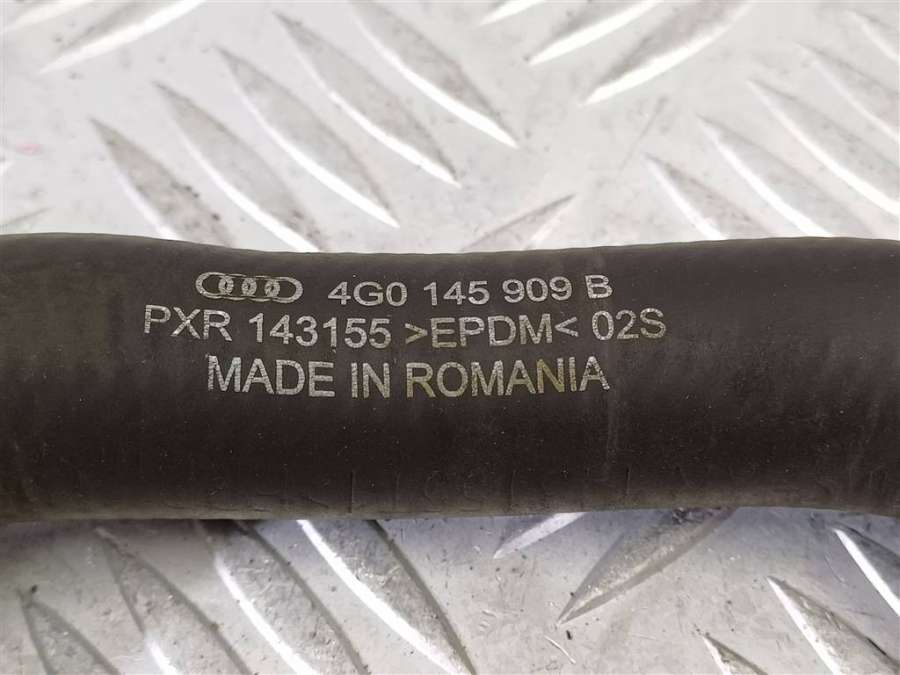 4G0 145 909 B
PXR 143155 >EPDM< 02S
MADE IN ROMANIA